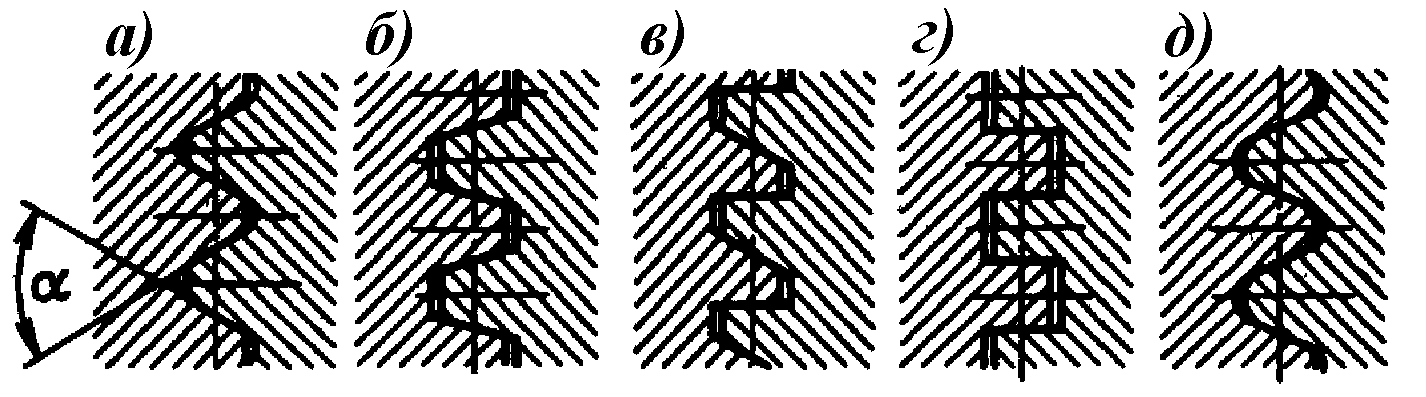 а) б) в) г) д)
α